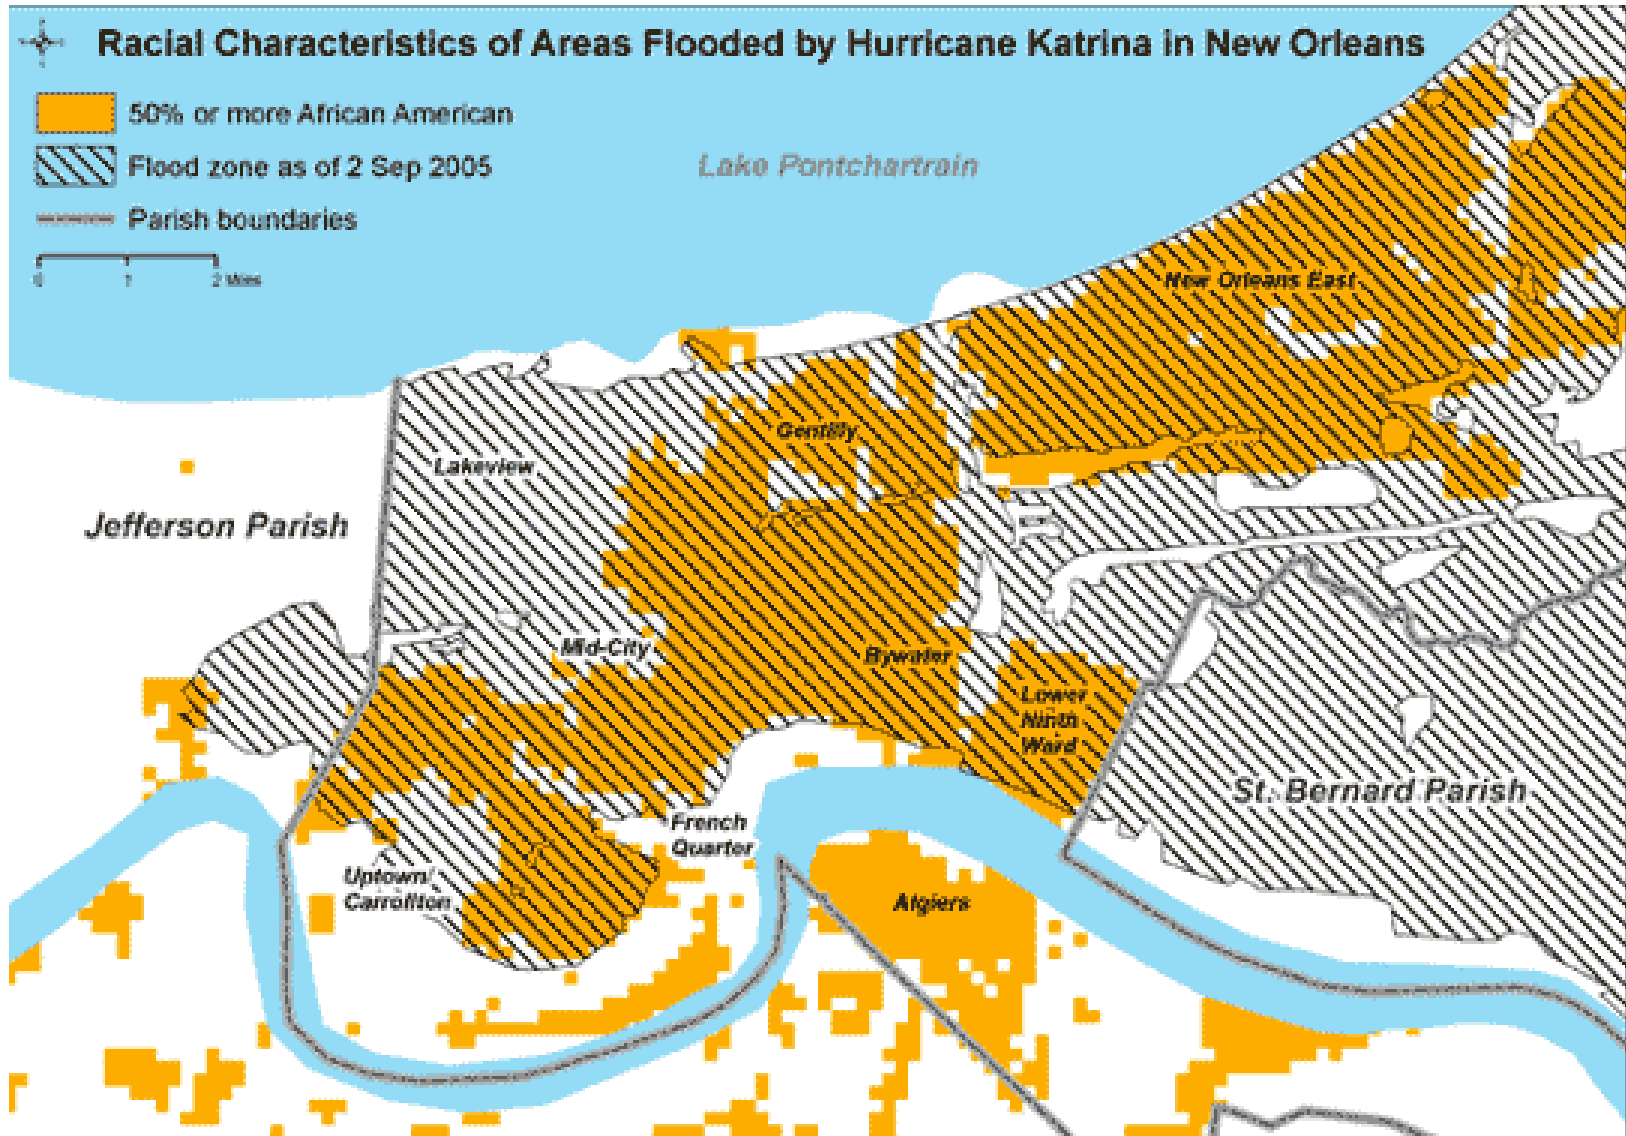 Racial Characteristics of Areas Flooded by Hurricane Katrina in New Orleans
50% or more African American
Flood zone as of 2 Sep 2005
Parish boundaries
0 1 2 Miles
Lake Pontchartrain
New Orleans East
Gentilly
Lakeview
Jefferson Parish
Mid-City
Bywater
Lower
Ninth
Ward
St. Bernard Parish
French
Quarter
Uptown/
Carrollton
Algiers